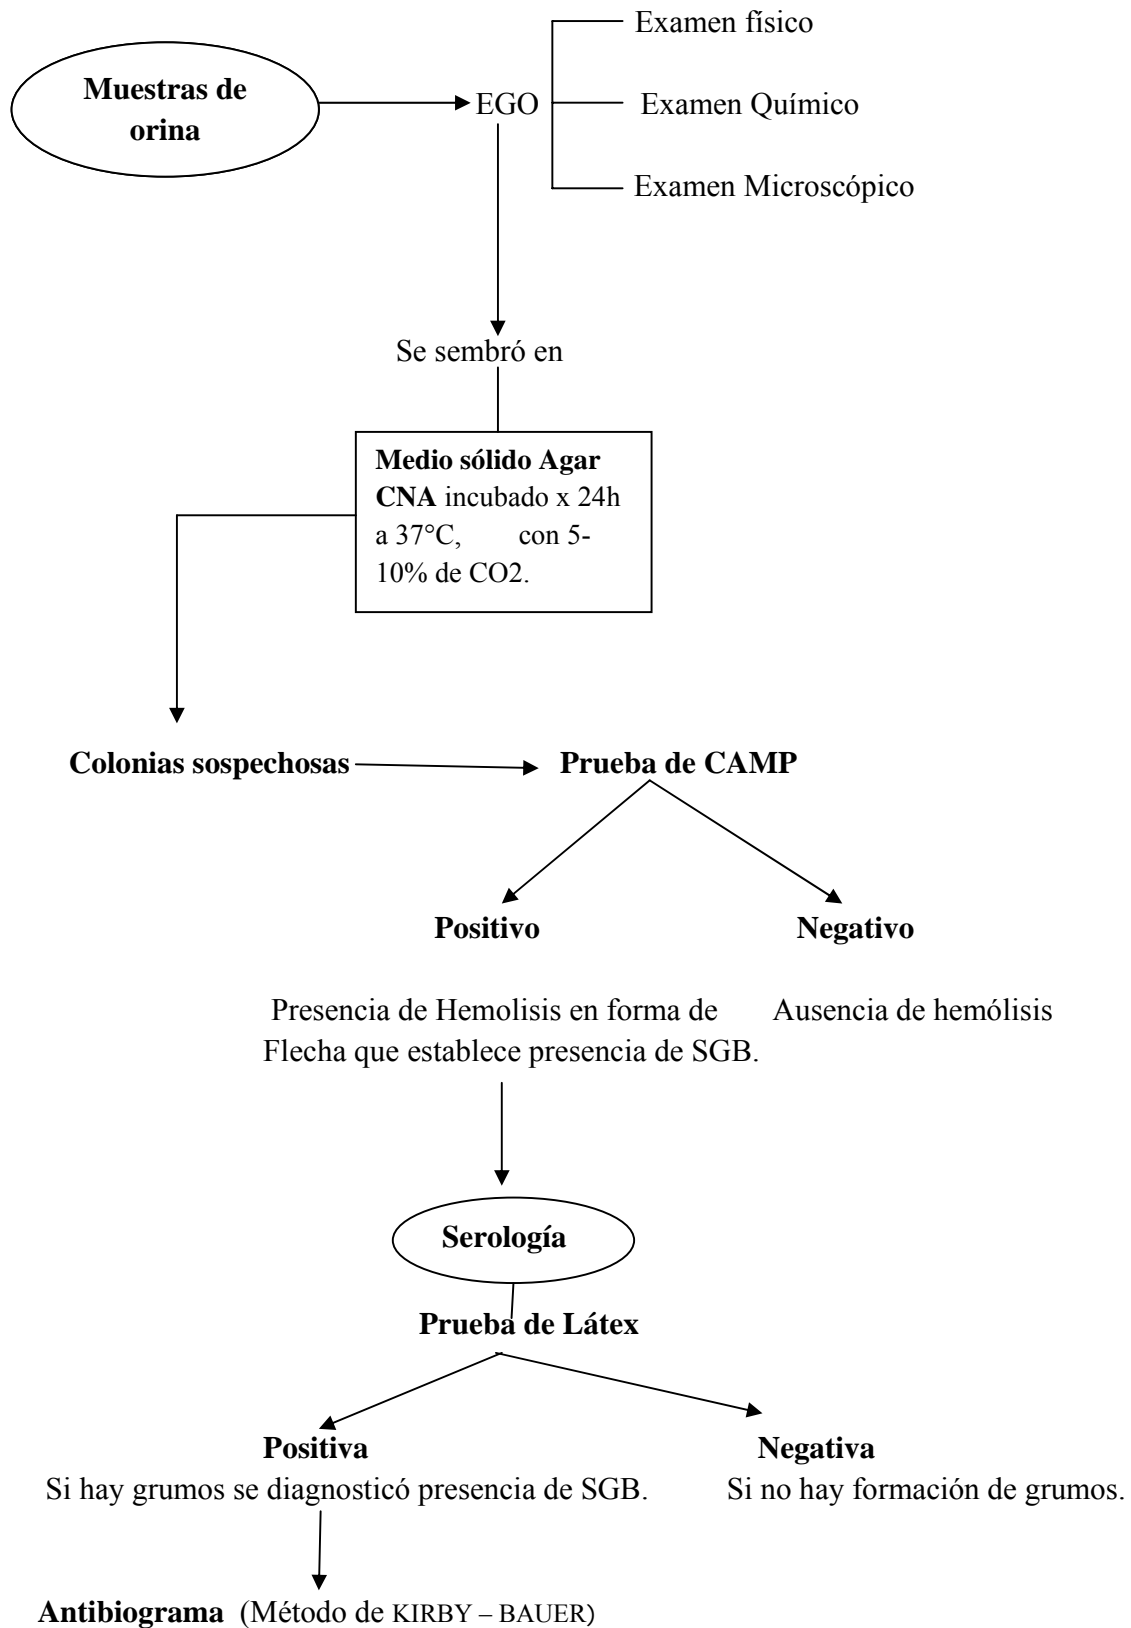 Examen físico
Muestras de
orina
EGO
Examen Químico
Examen Microscópico
Se sembró en
Medio sólido Agar
CNA incubado x 24h
a 37°C, con 5-
10% de CO2.
Colonias sospechosas
Prueba de CAMP
Positivo
Negativo
Presencia de Hemolisis en forma de
Flecha que establece presencia de SGB.
Ausencia de hemólisis
Serología
Prueba de Látex
Positiva
Si hay grumos se diagnosticó presencia de SGB.
Negativa
Si no hay formación de grumos.
Antibiograma (Método de KIRBY – BAUER)